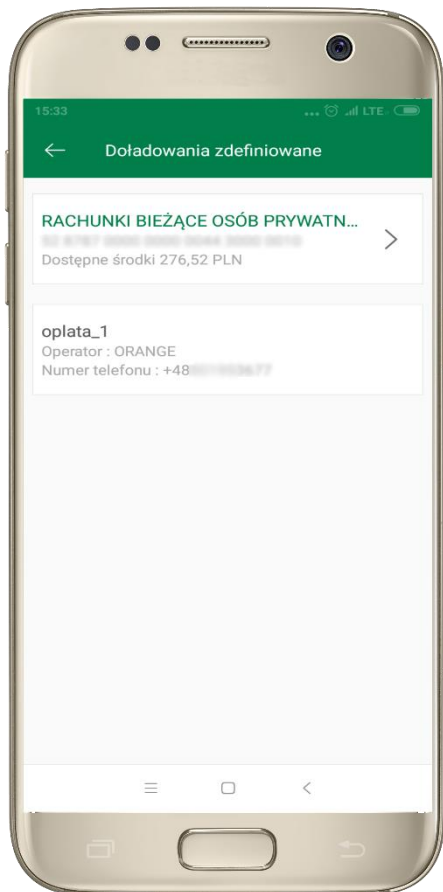 15:33 ... LTE
Doładowania zdefiniowane
RACHUNKI BIEŻĄCE OSÓB PRYWATN...
Dostępne środki 276,52 PLN
oplata_1
Operator : ORANGE
Numer telefonu : +48